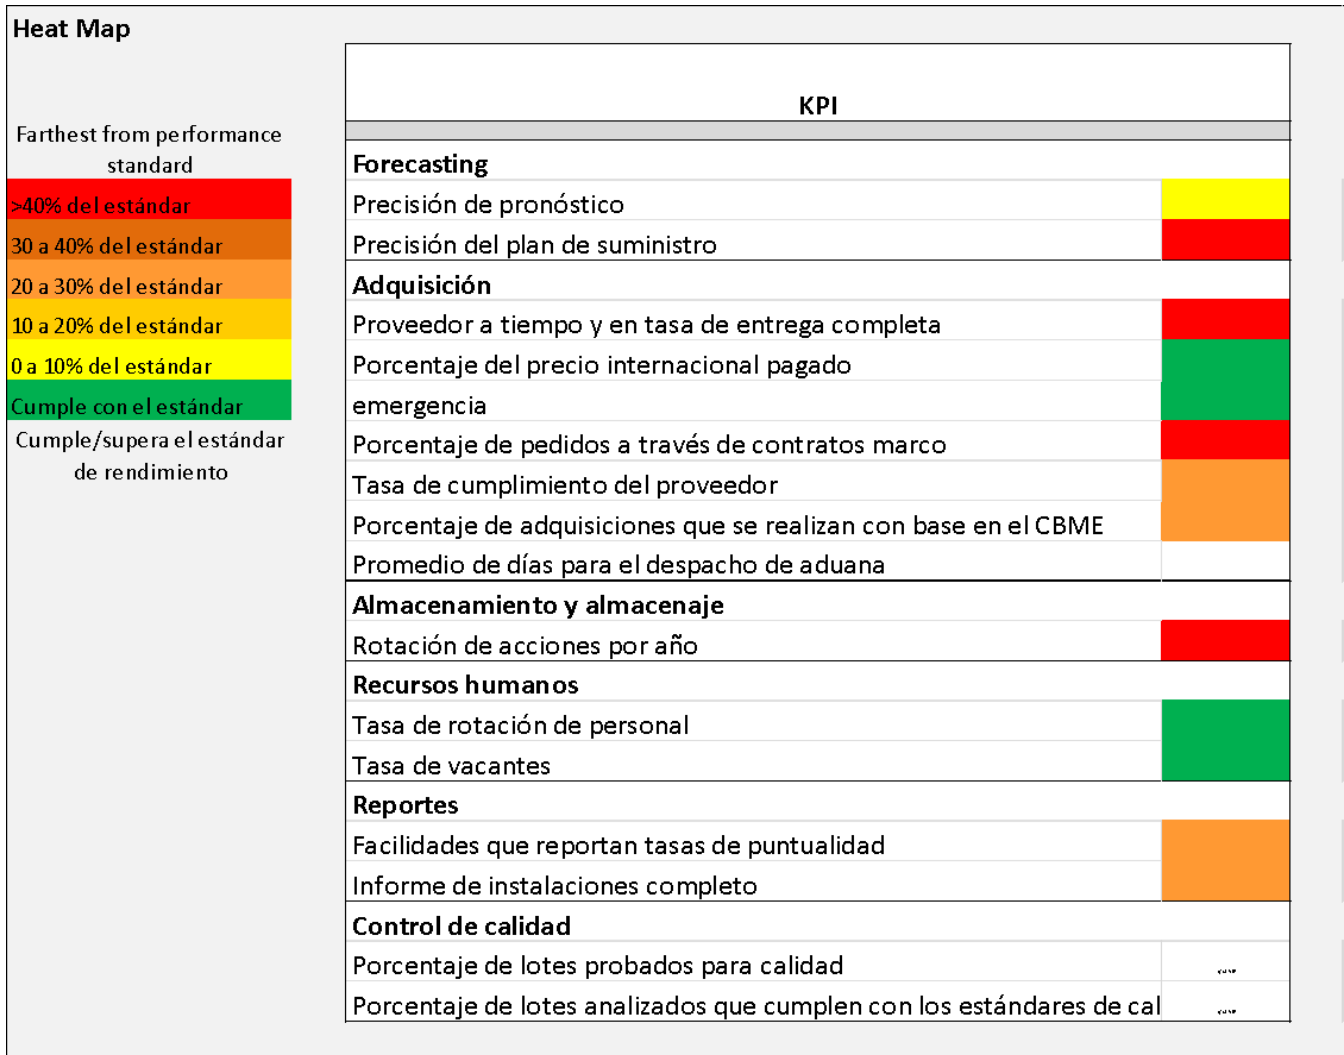 Heat Map
KPI
Farthest from performance
standard
>40% del estándar
30 a 40% del estándar
20 a 30% del estándar
10 a 20% del estándar
0 a 10% del estándar
Cumple con el estándar
Cumple/supera el estándar
de rendimiento
Forecasting
Precisión de pronóstico
Precisión del plan de suministro
Adquisición
Proveedor a tiempo y en tasa de entrega completa
Porcentaje del precio internacional pagado
emergencia
Porcentaje de pedidos a través de contratos marco
Tasa de cumplimiento del proveedor
Porcentaje de adquisiciones que se realizan con base en el CBME
Promedio de días para el despacho de aduana
Almacenamiento y almacenaje
Rotación de acciones por año
Recursos humanos
Tasa de rotación de personal
Tasa de vacantes
Reportes
Facilidades que reportan tasas de puntualidad
Informe de instalaciones completo
Control de calidad
Porcentaje de lotes probados para calidad
Porcentaje de lotes analizados que cumplen con los estándares de cal